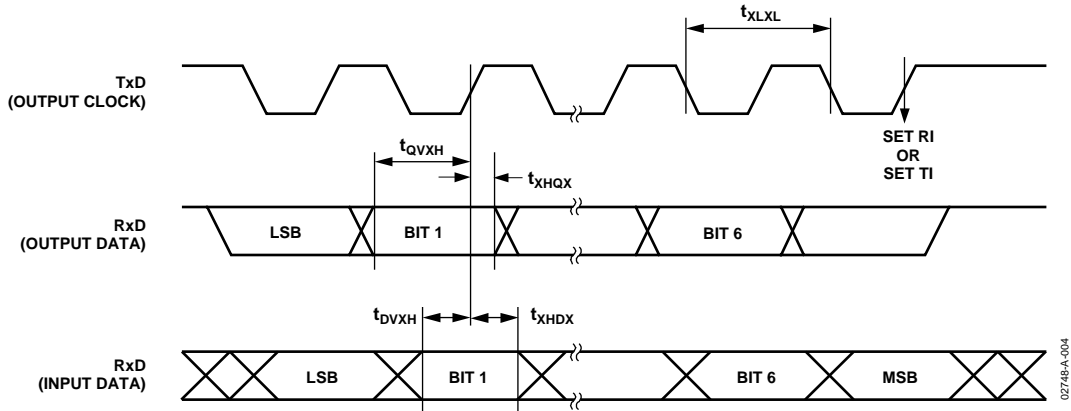 tXLXL
TxD
(OUTPUT CLOCK)
SET RI
OR
SET TI
tQVXH
tXHQX
RxD
(OUTPUT DATA)
LSB
BIT 1
BIT 6
tDVXH
tXHDX
RxD
(INPUT DATA)
LSB
BIT 1
BIT 6
MSB
02748-A-004